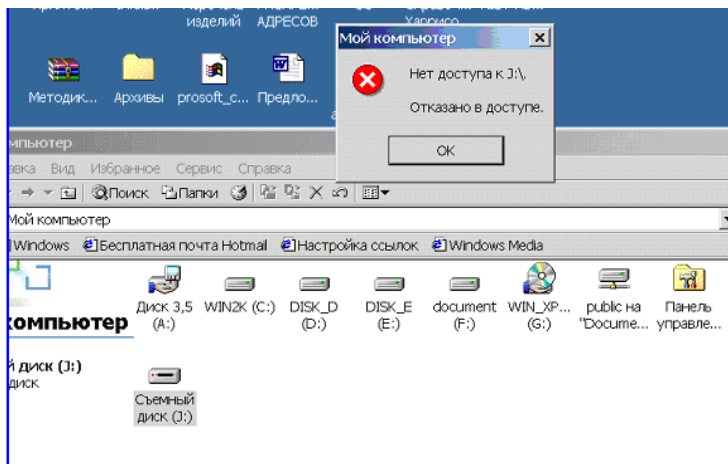 изделий АДРЕСОВ Харрисо
Мой компьютер
Нет доступа к J:\,
Отказано в доступе.
OK
Методик... Архивы prosoft_c... Предло...
мпьютер
авка Вид Избранное Сервис Справка
Поиск Папки
Мой компьютер
Windows Бесплатная почта Hotmail Настройка ссылок Windows Media
Диск 3,5 (A:)
WIN2K (C:)
DISK_D (D:)
DISK_E (E:)
document (F:)
WIN_XP... (G:)
public на "Docume...
Панель управле...
компьютер
й диск (J:)
диск
Съемный
диск (J:)